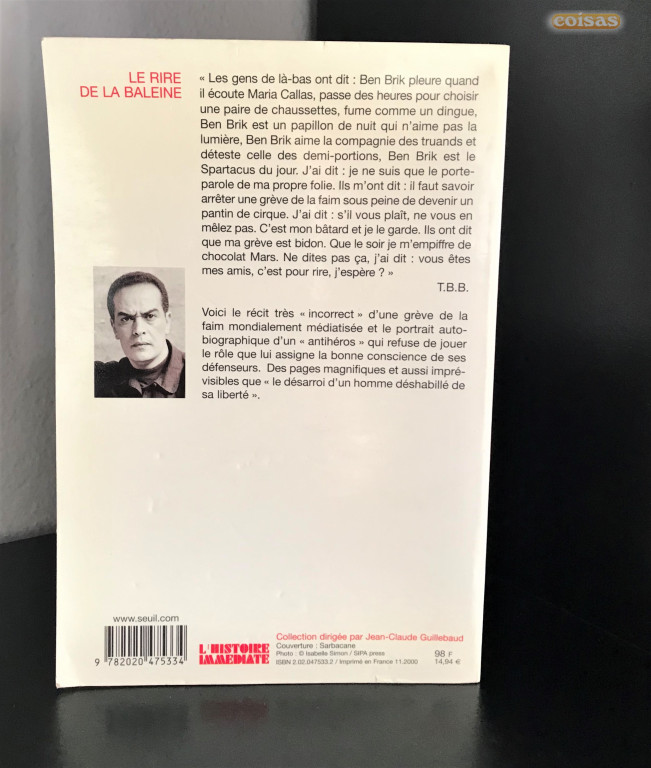 coisas
LE RIRE
DE LA BALEINE
« Les gens de là-bas ont dit : Ben Brik pleure quand
il écoute Maria Callas, passe des heures pour choisir
une paire de chaussettes, fume comme un dingue,
Ben Brik est un papillon de nuit qui n'aime pas la
lumière, Ben Brik aime la compagnie des truands et
déteste celle des demi-portions, Ben Brik est le
Spartacus du jour. J'ai dit : je ne suis que le porte-
parole de ma propre folie. Ils m'ont dit : il faut savoir
arrêter une grève de la faim sous peine de devenir un
pantin de cirque. J'ai dit : s'il vous plaît, ne vous en
mêlez pas. C'est mon bâtard et je le garde. Ils ont dit
que ma grève est bidon. Que le soir je m'empiffre de
chocolat Mars. Ne dites pas ça, j'ai dit : vous êtes
mes amis, c'est pour rire, j'espère ? »
T.B.B.
Voici le récit très « incorrect » d'une grève de la
faim mondialement médiatisée et le portrait auto-
biographique d'un « antihéros » qui refuse de jouer
le rôle que lui assigne la bonne conscience de ses
défenseurs. Des pages magnifiques et aussi impré-
visibles que « le désarroi d'un homme déshabillé de
sa liberté ».
www.seuil.com
9 782020 475334
L'HISTOIRE
IMMÉDIATE
Collection dirigée par Jean-Claude Guillebaud
Couverture : Sarbacane
Photo : © Isabelle Simon / SIPA press
ISBN 2.02.047533.2 / Imprimé en France 11.2000
98 F
14,94 €